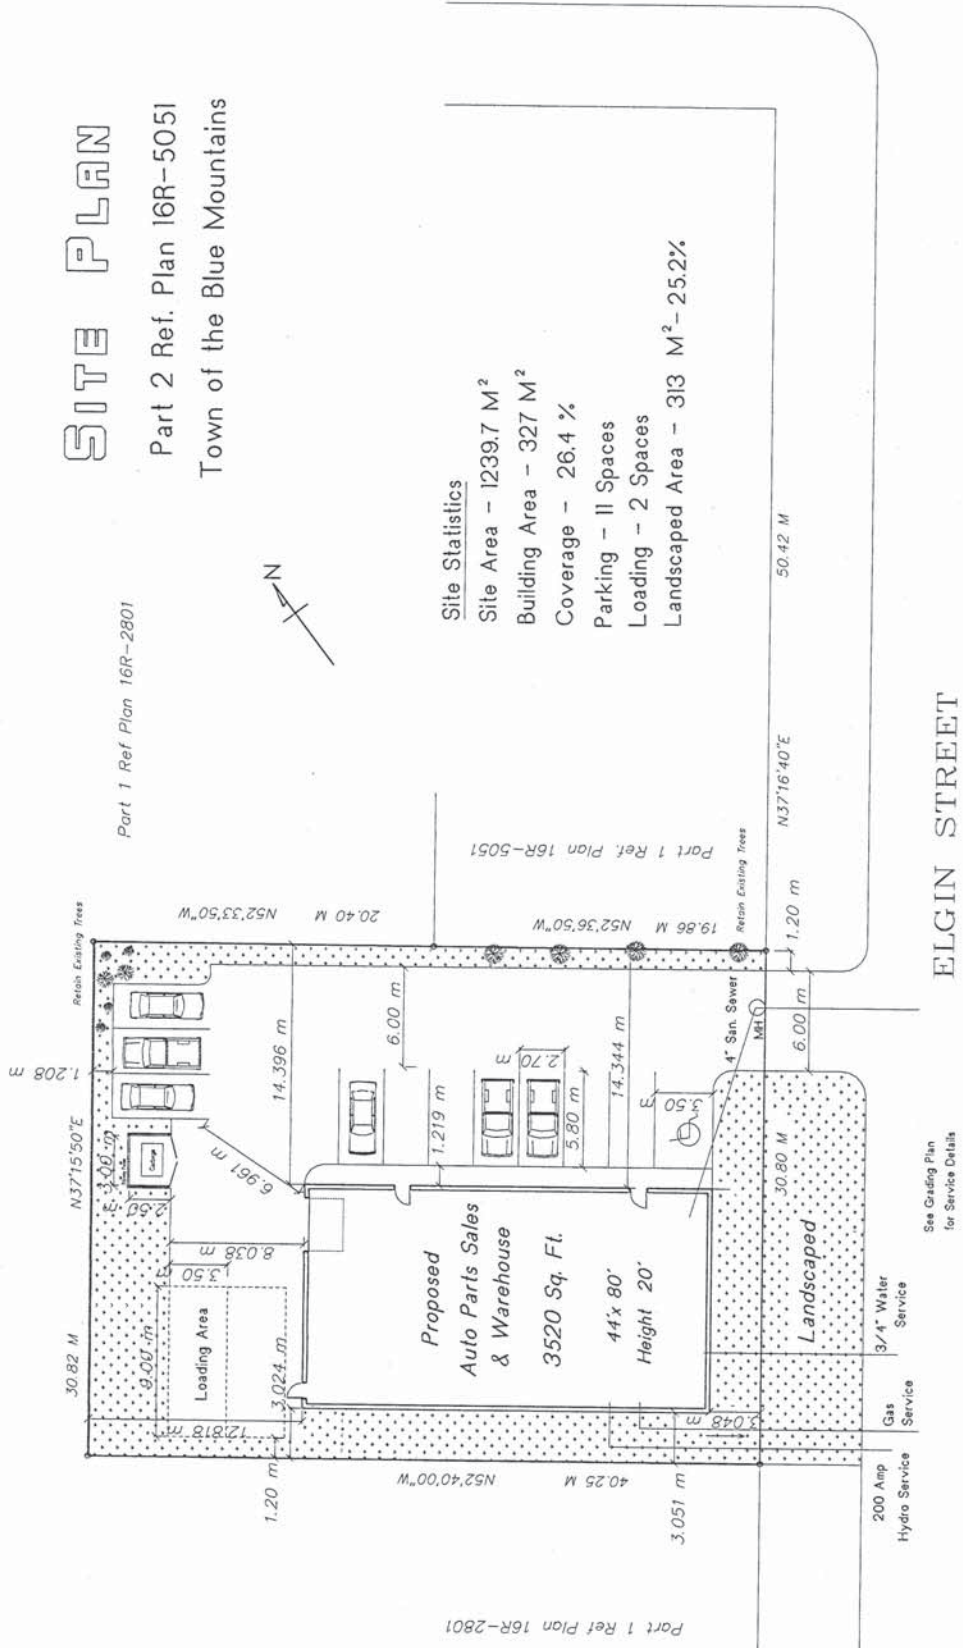 SITE PLAN
Part 2 Ref. Plan 16R-5051
Town of the Blue Mountains
Part 1 Ref Plan 16R-2801
N
Site Statistics
Site Area - 1239.7 M²
Building Area - 327 M²
Coverage - 26.4 %
Parking - 11 Spaces
Loading - 2 Spaces
Landscaped Area - 313 M² - 25.2%
30.82 M
N37°15'50"E
1.208 m
Retain Existing Trees
20.40 M
N52°33'50"W
Part 1 Ref. Plan 16R-5051
19.86 M
N52°36'50"W
Retain Existing Trees
9.00 m
3.50 m
Loading Area
12.818 m
8.038 m
2.50 m
3.00 m
Garbage
6.961 m
14.396 m
6.00 m
1.20 m
3.024 m
1.219 m
2.70 m
5.80 m
14.344 m
3.50 m
Proposed
Auto Parts Sales
& Warehouse
3520 Sq. Ft.
44'x 80'
Height 20'
N52°40'00"W
40.25 M
3.051 m
3.048 m
4" San. Sewer
MH
1.20 m
N37°16'40"E
50.42 M
30.80 M
6.00 m
Landscaped
Part 1 Ref Plan 16R-2801
200 Amp
Hydro Service
Gas
Service
3/4" Water
Service
See Grading Plan
for Service Details
ELGIN STREET